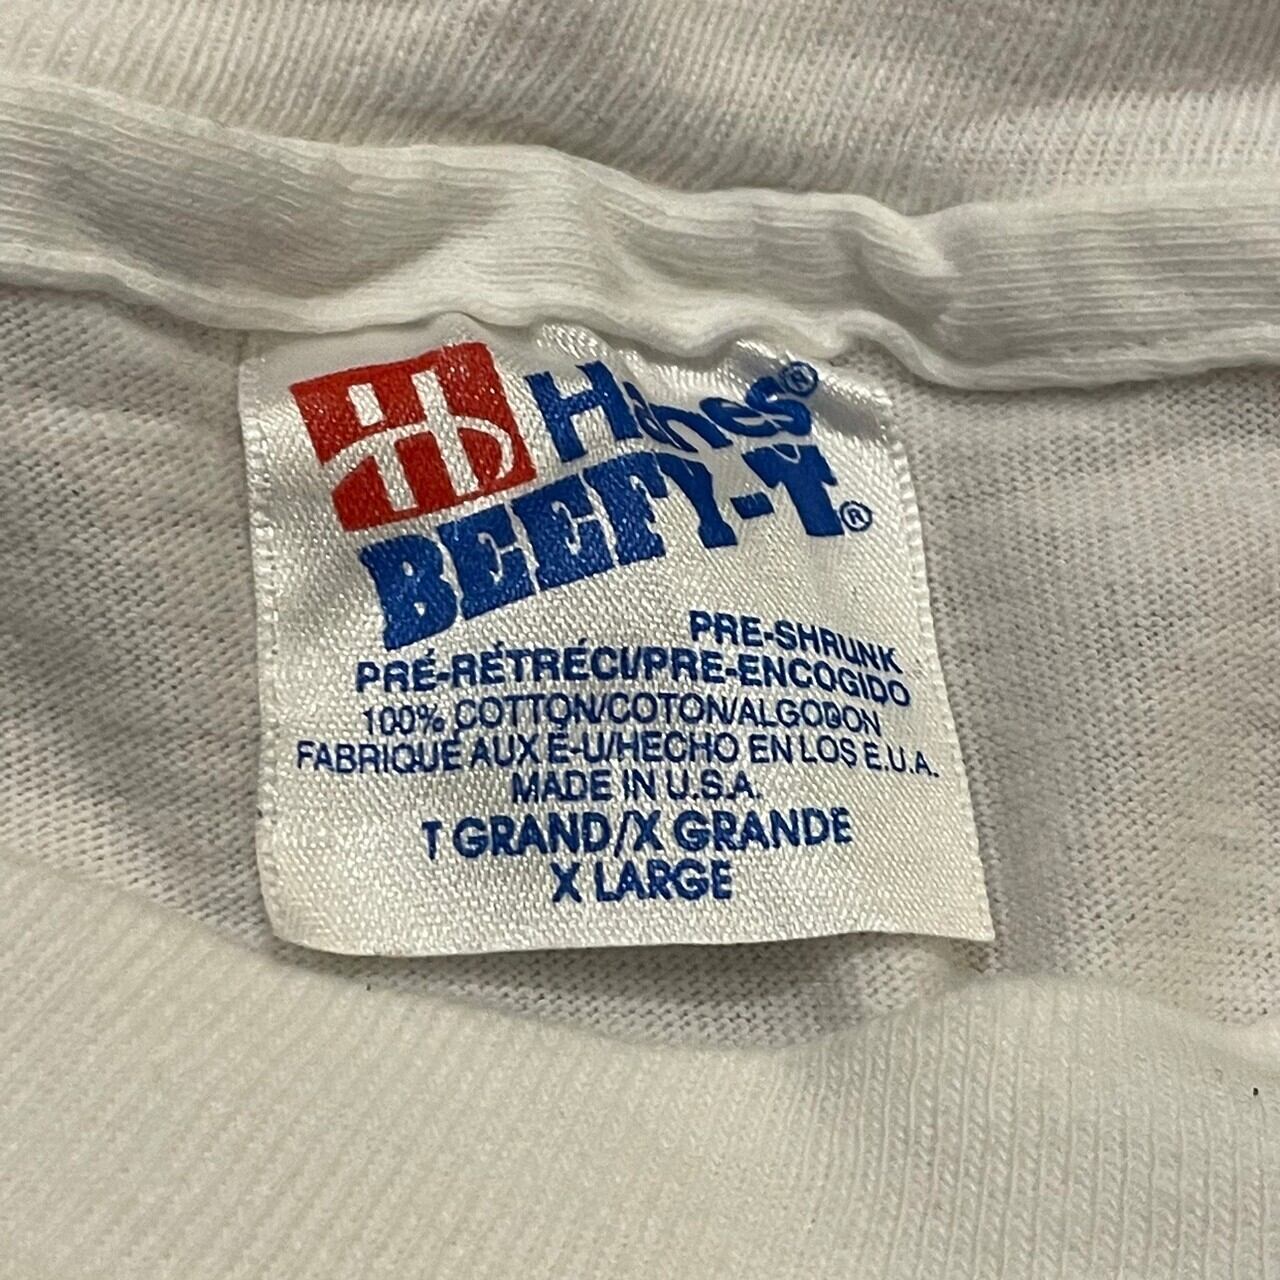 Hanes®
BEEFY-T®
PRE-SHRUNK
PRÉ-RÉTRÉCI/PRE-ENCOGIDO
100% COTTON/COTON/ALGODON
FABRIQUÉ AUX É-U/HECHO EN LOS E.U.A.
MADE IN U.S.A.
T GRAND/X GRANDE
X LARGE